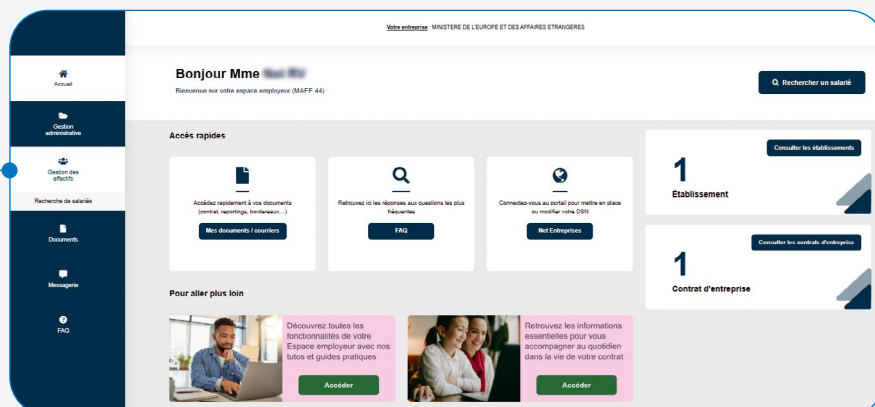 Votre entreprise : MINISTERE DE L'EUROPE ET DES AFFAIRES ETRANGERES
Accueil
Gestion
administrative
Gestion des
effectifs
Recherche de salariés
Documents
Messagerie
FAQ
Bonjour Mme
Bienvenue sur votre espace employeur (MAEE 44)
Rechercher un salarié
Accès rapides
Accédez rapidement à vos documents
(contrat, reportings, bordereaux...)
Mes documents / courriers
Retrouvez ici les réponses aux questions les plus
fréquentes
FAQ
Connectez-vous au portail pour mettre en place
ou modifier votre DSN
Net Entreprises
Consulter les établissements
1
Établissement
Consulter les contrats d'entreprise
1
Contrat d'entreprise
Pour aller plus loin
Découvrez toutes les
fonctionnalités de votre
Espace employeur avec nos
tutos et guides pratiques
Accéder
Retrouvez les informations
essentielles pour vous
accompagner au quotidien
dans la vie de votre contrat
Accéder